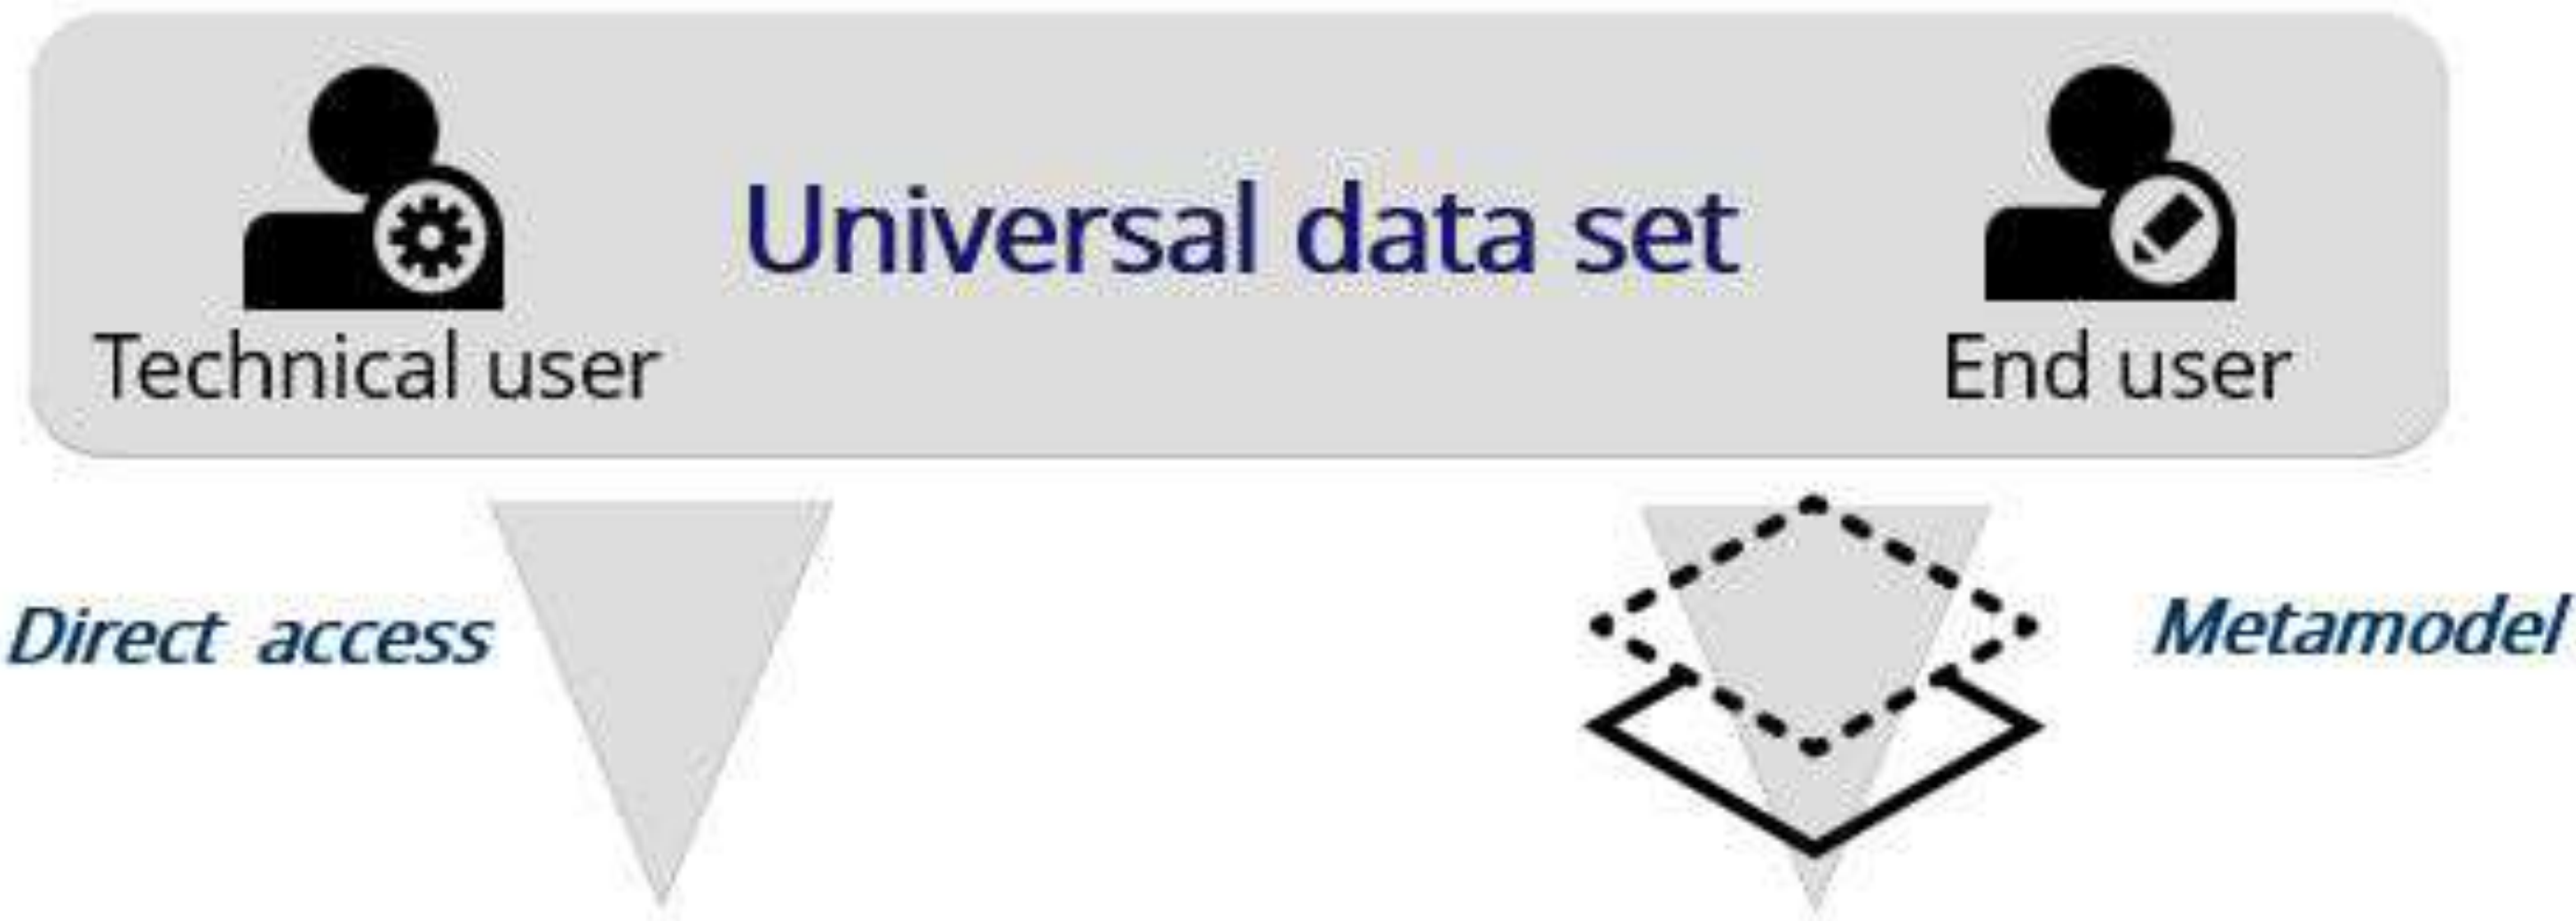 Universal data set
Technical user
End user
Direct access
Metamodel